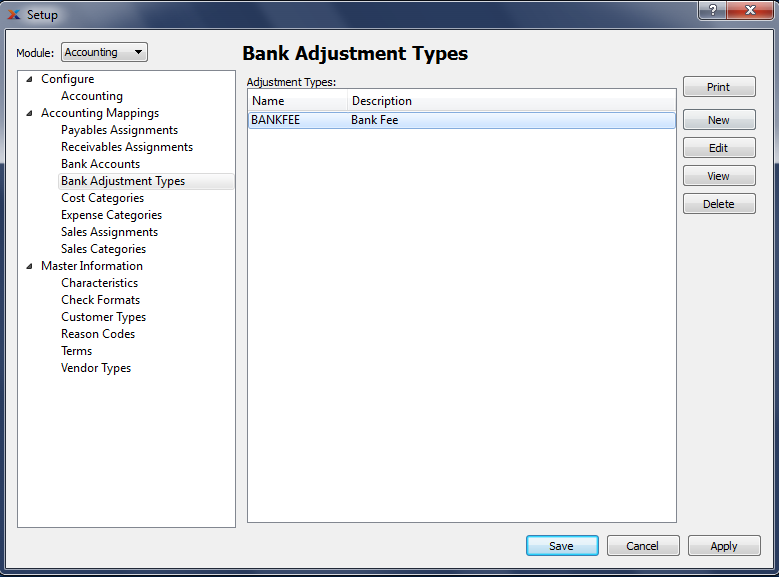 Setup
?
X
Module: Accounting
Bank Adjustment Types
Configure
Accounting
Accounting Mappings
Payables Assignments
Receivables Assignments
Bank Accounts
Bank Adjustment Types
Cost Categories
Expense Categories
Sales Assignments
Sales Categories
Master Information
Characteristics
Check Formats
Customer Types
Reason Codes
Terms
Vendor Types
Adjustment Types:
Name Description
BANKFEE Bank Fee
Print
New
Edit
View
Delete
Save Cancel Apply